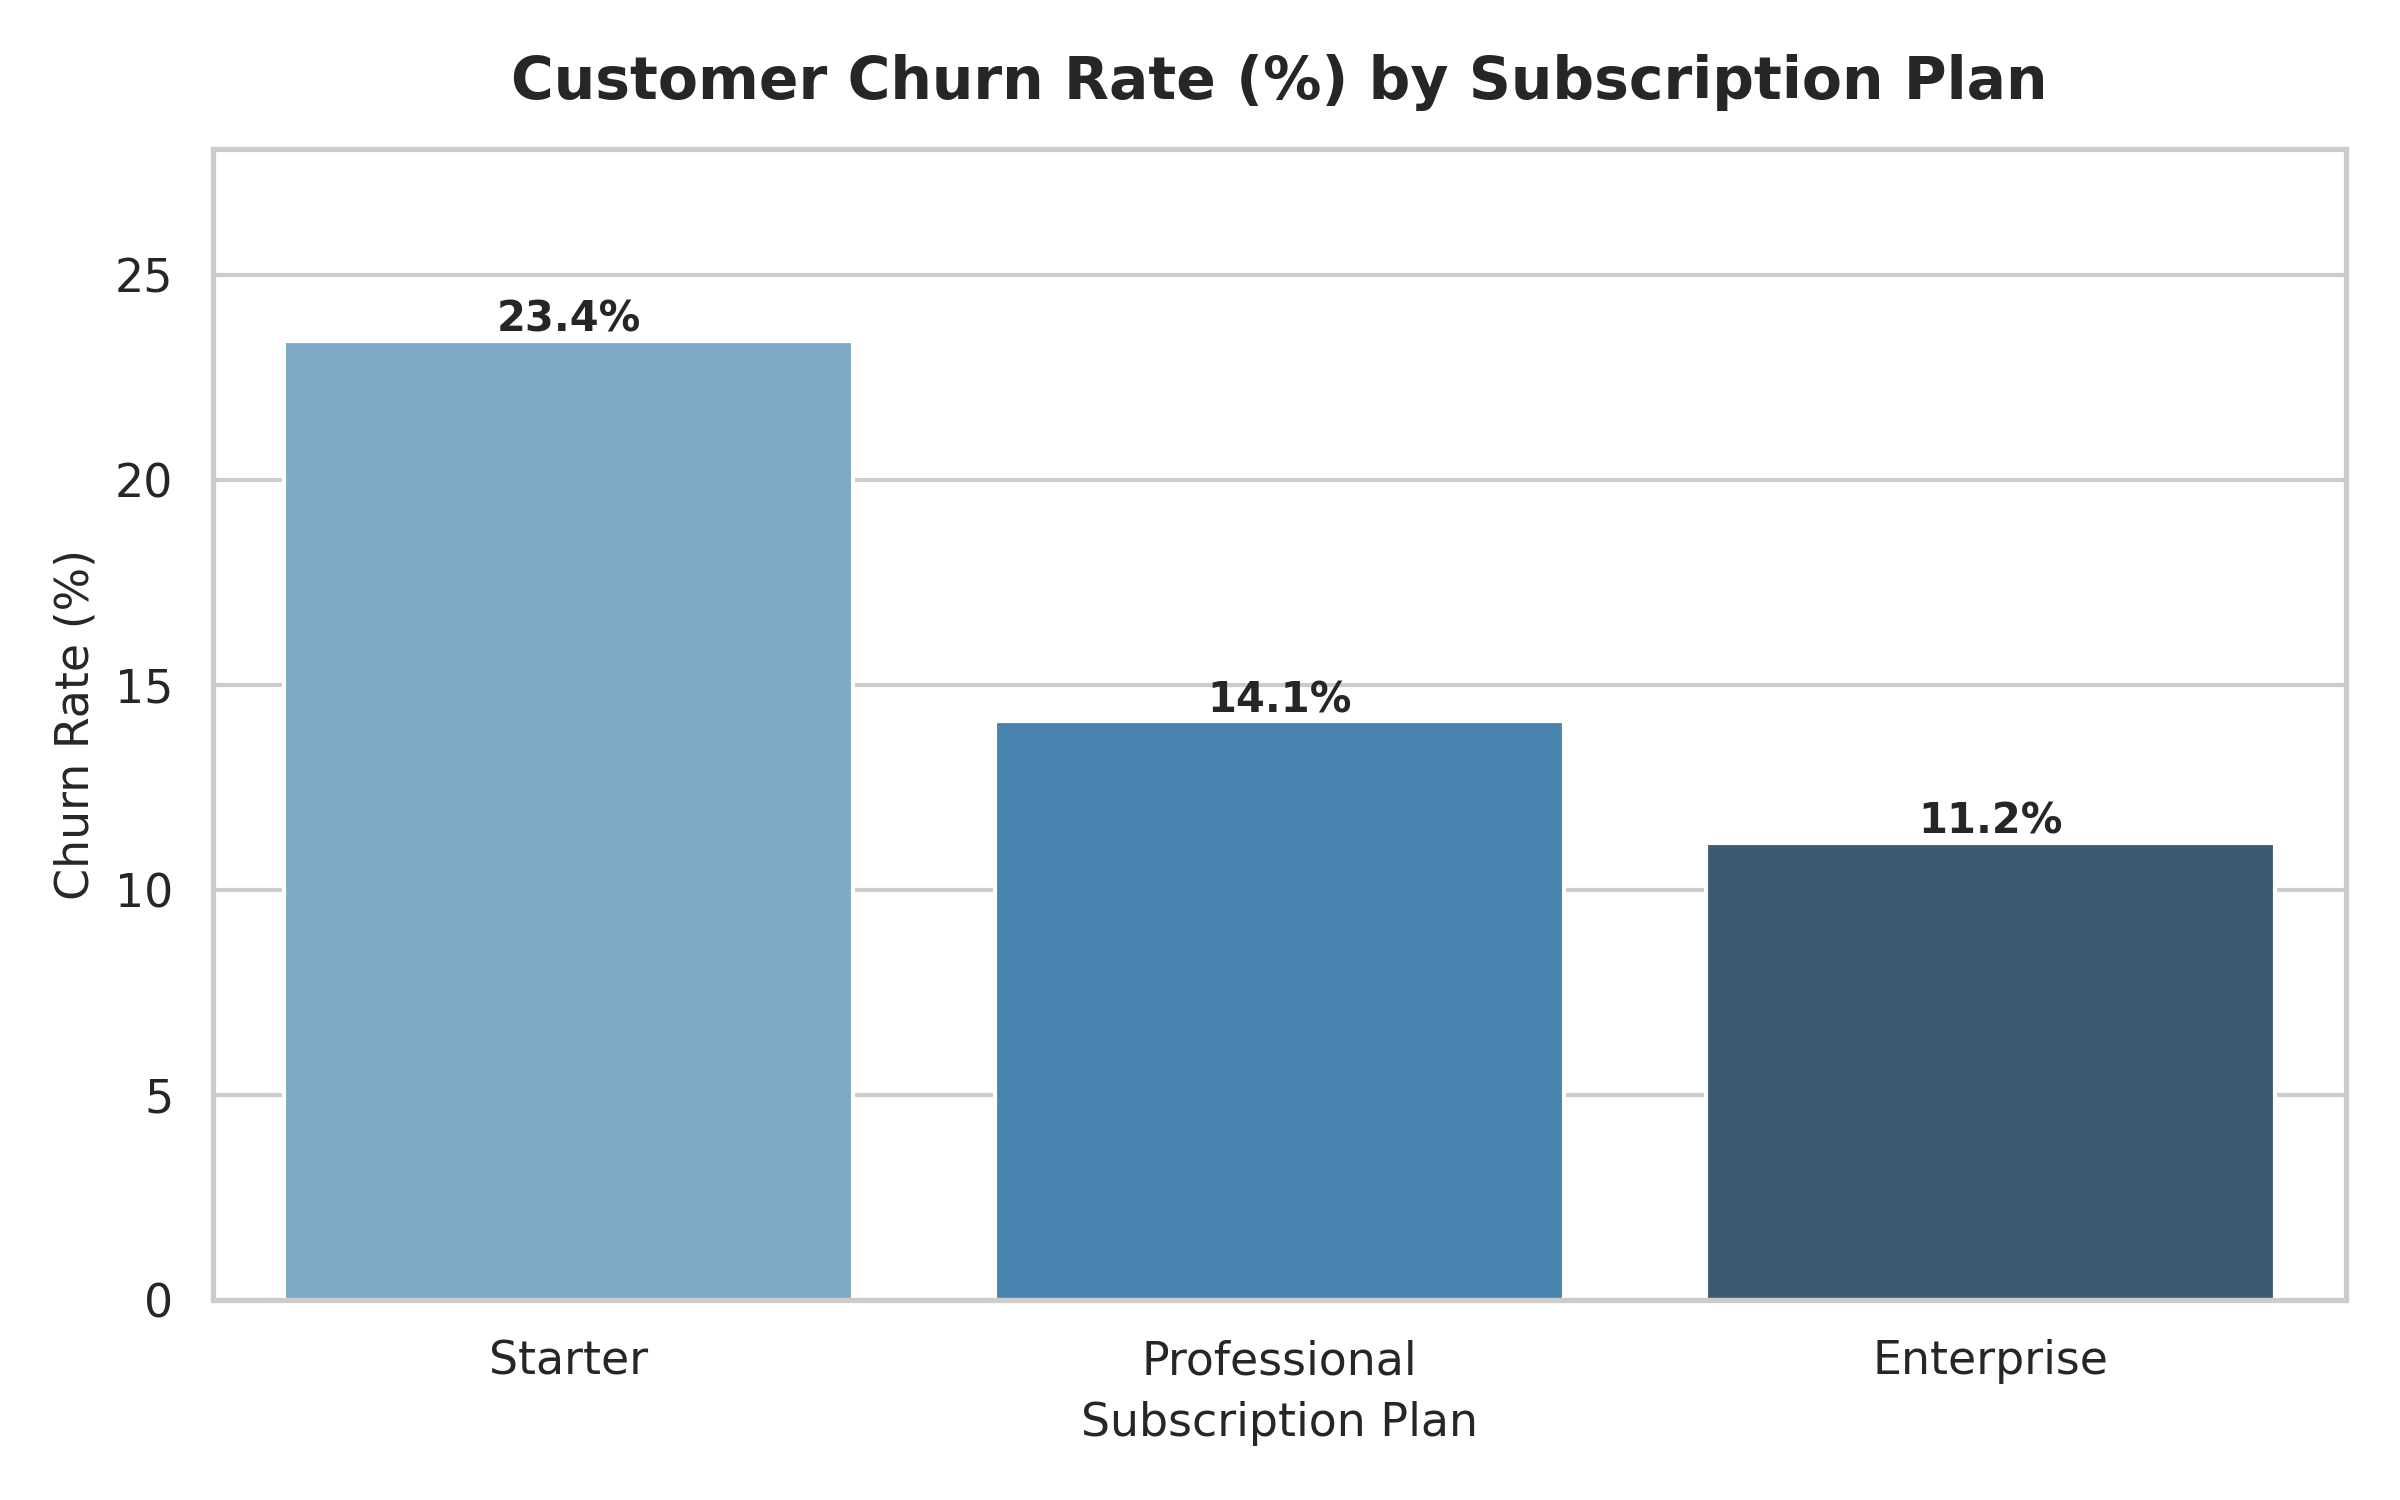 Customer Churn Rate (%) by Subscription Plan
Churn Rate (%)
25
20
15
10
5
0
23.4%
14.1%
11.2%
Starter
Professional
Enterprise
Subscription Plan